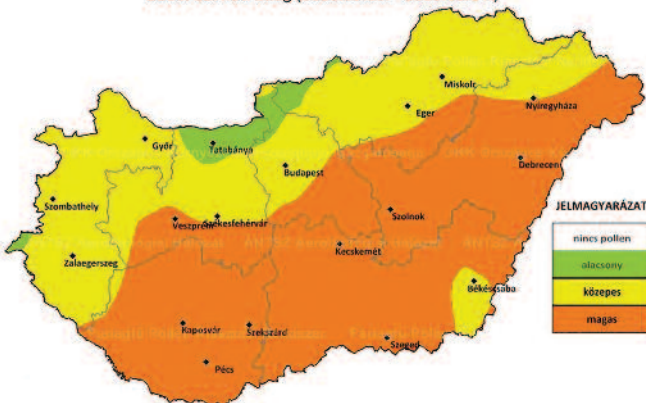 Miskolc
Nyíregyháza
Eger
Győr
Tatabánya
Debrecen
Budapest
Szombathely
Szolnok
Székesfehérvár
Veszprém
Kecskemét
Zalaegerszeg
Békéscsaba
Kaposvár
Szekszárd
Szeged
Pécs
JELMAGYARÁZAT
nincs pollen
alacsony
közepes
magas